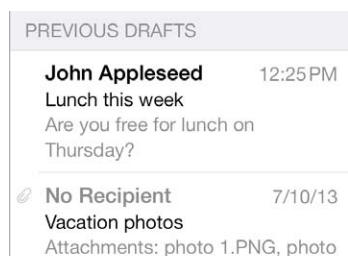 PREVIOUS DRAFTS
John Appleseed 12:25 PM
Lunch this week
Are you free for lunch on
Thursday?
No Recipient 7/10/13
Vacation photos
Attachments: photo 1.PNG, photo